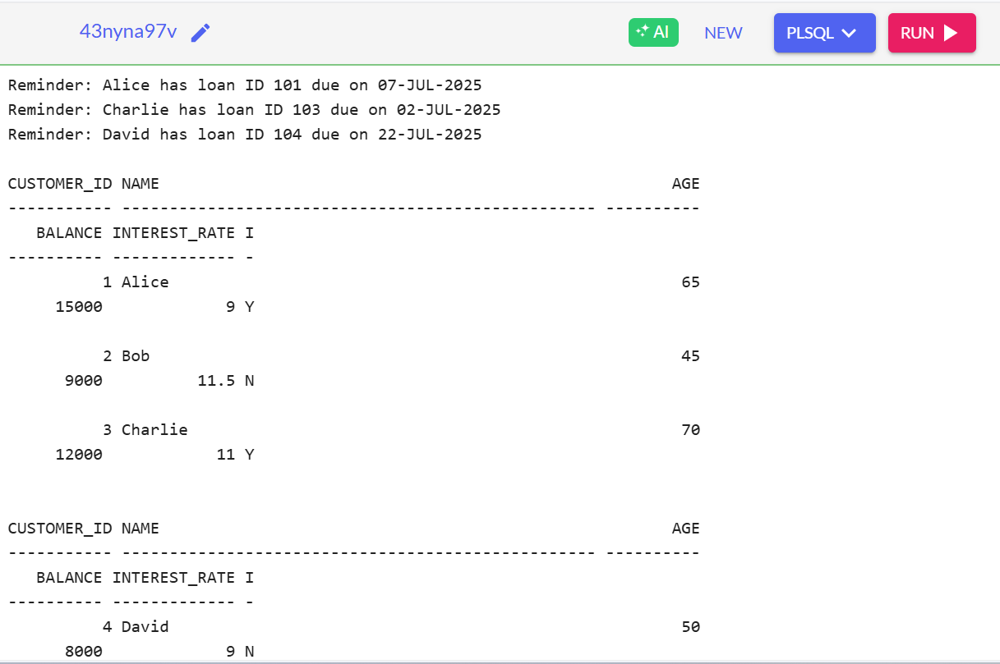 43nyna97v AI NEW PLSQL RUN
Reminder: Alice has loan ID 101 due on 07-JUL-2025
Reminder: Charlie has loan ID 103 due on 02-JUL-2025
Reminder: David has loan ID 104 due on 22-JUL-2025
CUSTOMER_ID NAME                                                      AGE
----------- -------------------------------------------------- ----------
   BALANCE INTEREST_RATE I
---------- ------------- -
          1 Alice                                                      65
     15000             9 Y
          2 Bob                                                        45
      9000          11.5 N
          3 Charlie                                                    70
     12000            11 Y
CUSTOMER_ID NAME                                                      AGE
----------- -------------------------------------------------- ----------
   BALANCE INTEREST_RATE I
---------- ------------- -
          4 David                                                      50
      8000             9 N